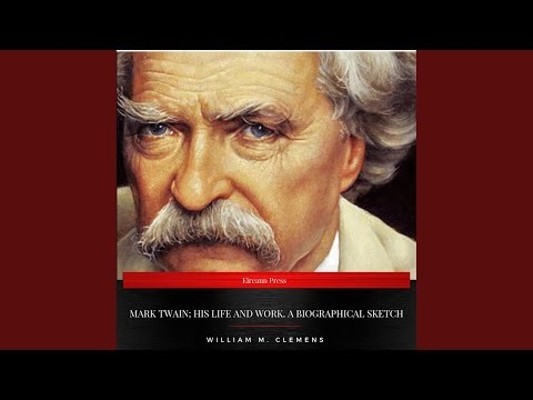 Eireann Press
MARK TWAIN; HIS LIFE AND WORK. A BIOGRAPHICAL SKETCH
WILLIAM M. CLEMENS